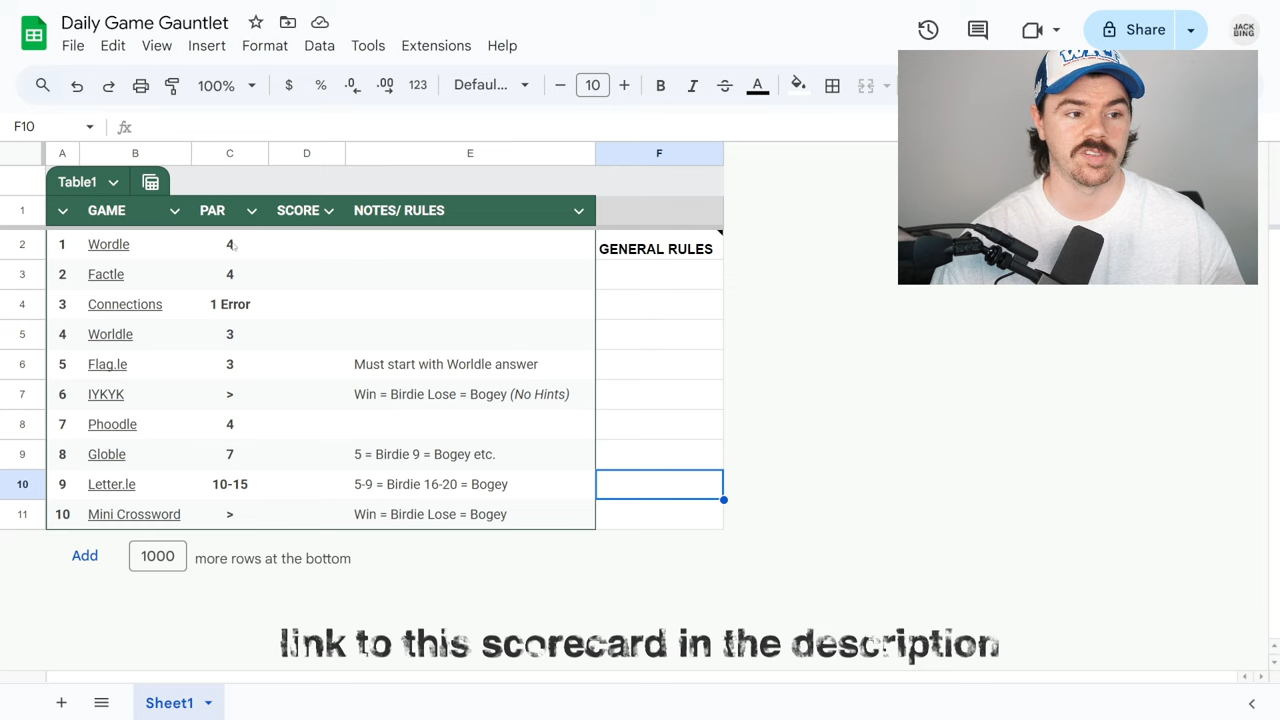 Daily Game Gauntlet
File Edit View Insert Format Data Tools Extensions Help
Share
JACK
BING
100% $ % .0 .00 123 Defaul... 10 B I S A
F10 fx
A B C D E F
Table1
1 GAME PAR SCORE NOTES/ RULES
2 1 Wordle 4 GENERAL RULES
3 2 Factle 4
4 3 Connections 1 Error
5 4 Worldle 3
6 5 Flag.le 3 Must start with Worldle answer
7 6 IYKYK > Win = Birdie Lose = Bogey (No Hints)
8 7 Phoodle 4
9 8 Globle 7 5 = Birdie 9 = Bogey etc.
10 9 Letter.le 10-15 5-9 = Birdie 16-20 = Bogey
11 10 Mini Crossword > Win = Birdie Lose = Bogey
Add 1000 more rows at the bottom
link to this scorecard in the description
Sheet1